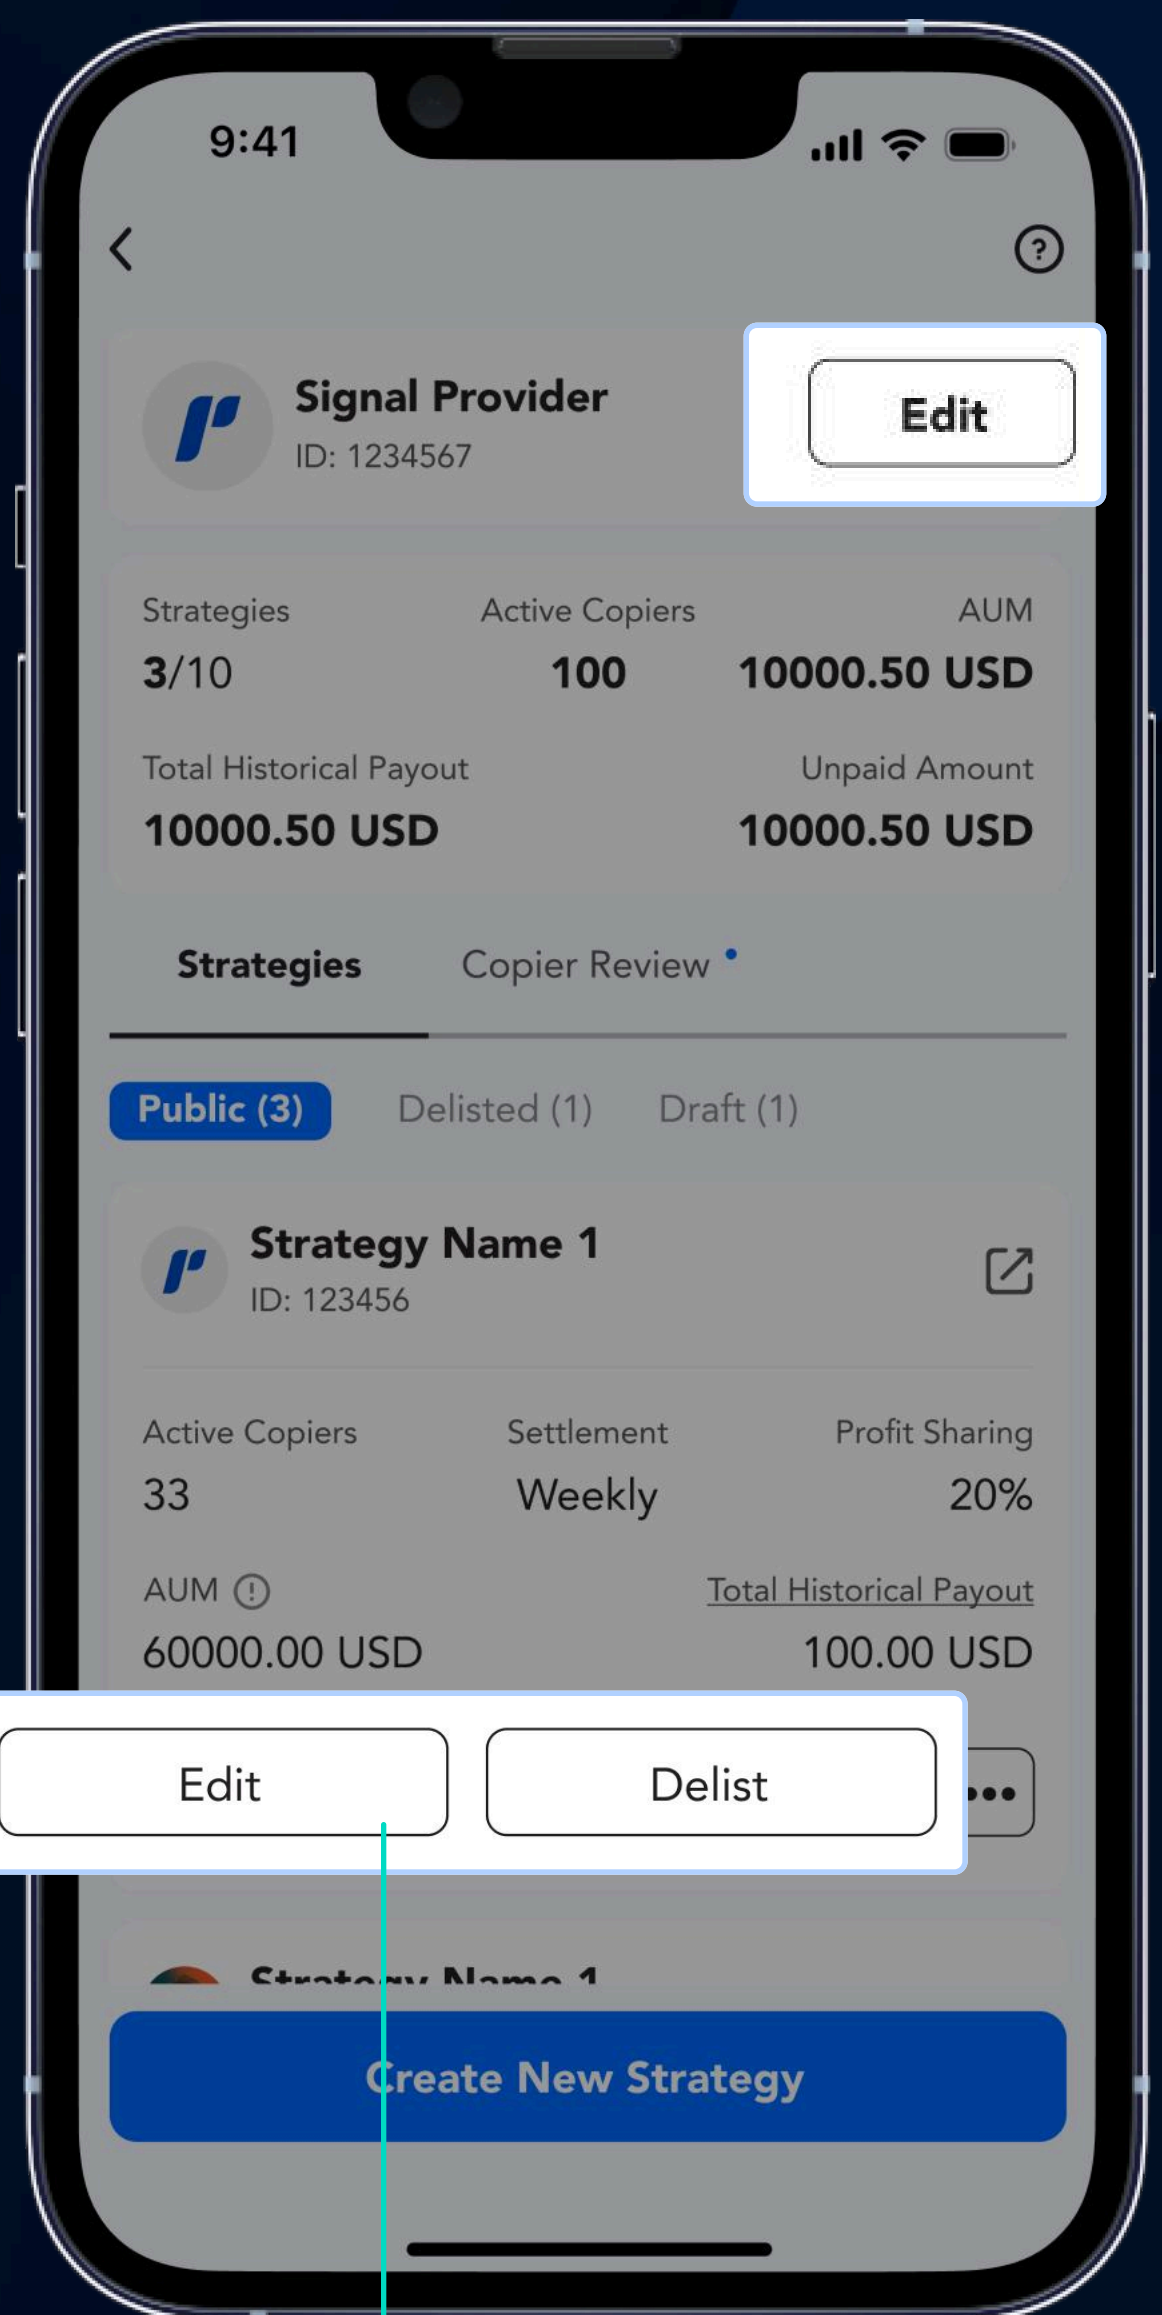 9:41
Signal Provider
ID: 1234567
Edit
Strategies Active Copiers AUM
3/10 100 10000.50 USD
Total Historical Payout Unpaid Amount
10000.50 USD 10000.50 USD
Strategies Copier Review
Public (3) Delisted (1) Draft (1)
Strategy Name 1
ID: 123456
Active Copiers Settlement Profit Sharing
33 Weekly 20%
AUM Total Historical Payout
60000.00 USD 100.00 USD
Edit Delist
Strategy Name 1
Create New Strategy